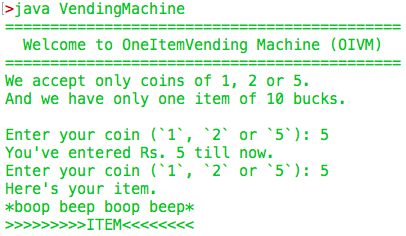 >java VendingMachine
============================================
Welcome to OneItemVending Machine (OIVM)
============================================
We accept only coins of 1, 2 or 5.
And we have only one item of 10 bucks.
Enter your coin (`1`, `2` or `5`): 5
You've entered Rs. 5 till now.
Enter your coin (`1`, `2` or `5`): 5
Here's your item.
*boop beep boop beep*
>>>>>>>>>ITEM<<<<<<<<